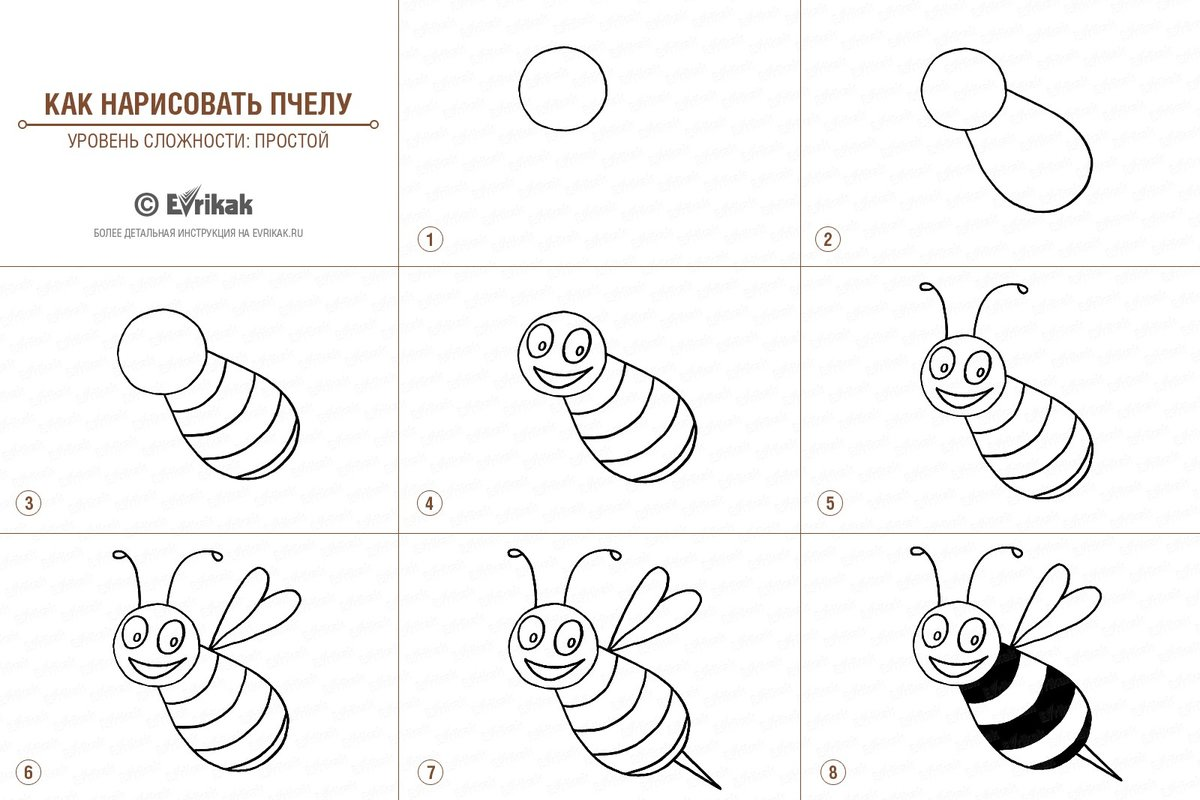 КАК НАРИСОВАТЬ ПЧЕЛУ
УРОВЕНЬ СЛОЖНОСТИ: ПРОСТОЙ
© Evrikak
БОЛЕЕ ДЕТАЛЬНАЯ ИНСТРУКЦИЯ НА EVRIKAK.RU
1
2
3
4
5
6
7
8